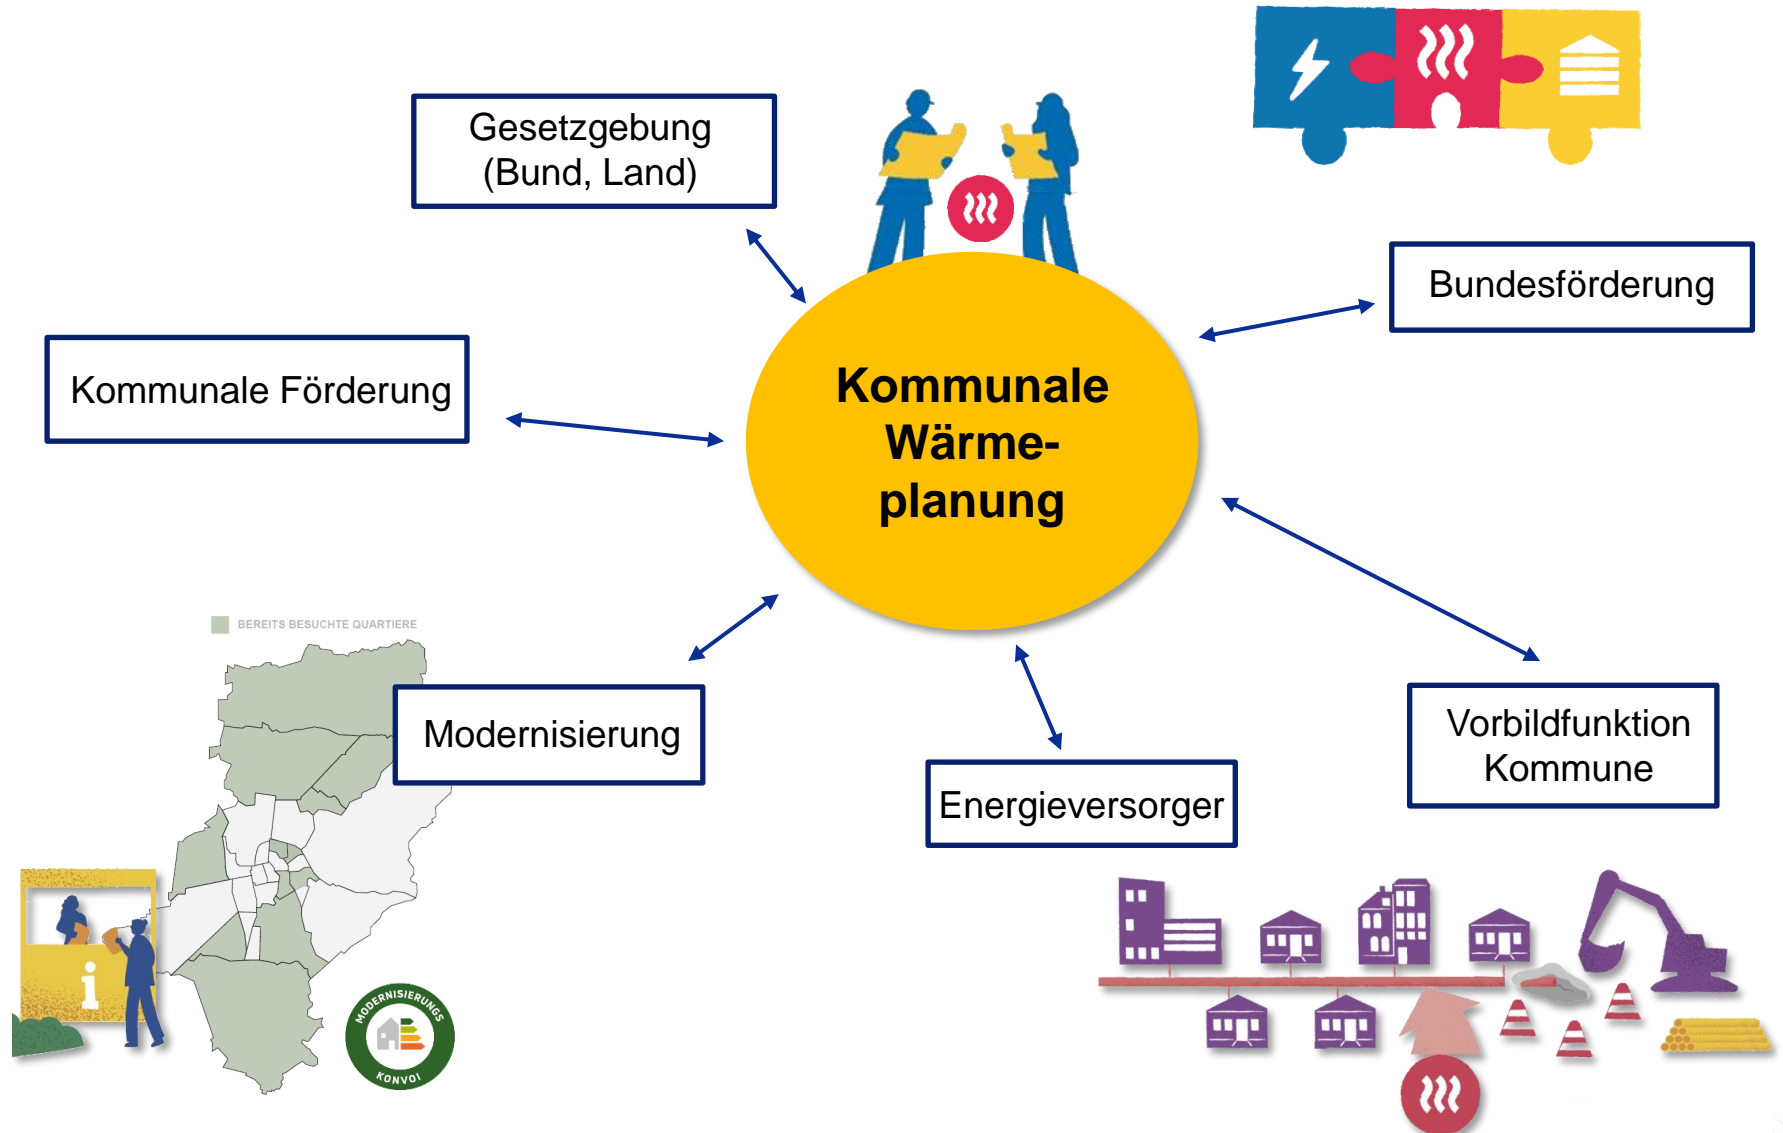 Gesetzgebung
(Bund, Land)
Bundesförderung
Kommunale Förderung
Kommunale
Wärme-
planung
BEREITS BESUCHTE QUARTIERE
Modernisierung
Vorbildfunktion
Kommune
Energieversorger
i
MODERNISIERUNGS
KONVOI